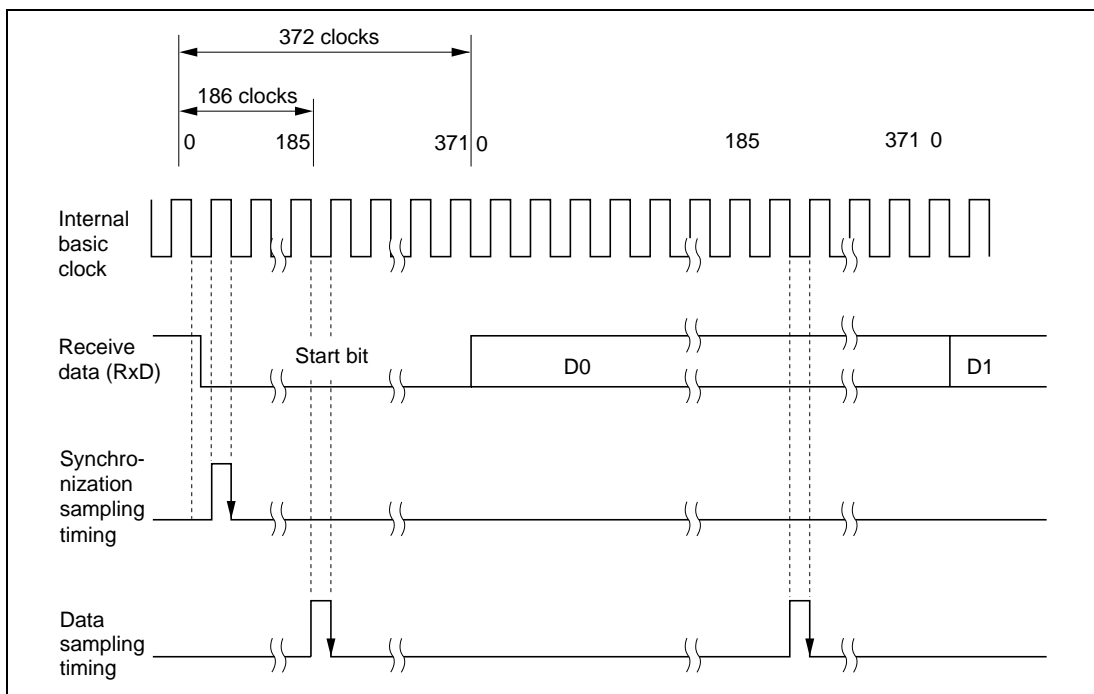 372 clocks
186 clocks
0 185 371 0 185 371 0
Internal
basic
clock
Receive
data (RxD)
Start bit
D0
D1
Synchro-
nization
sampling
timing
Data
sampling
timing